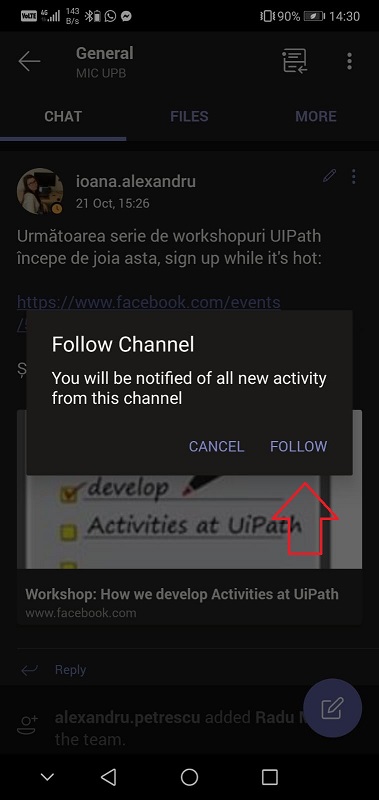 VoLTE 4G 143 B/s 90% 14:30
General
MIC UPB
CHAT FILES MORE
ioana.alexandru
21 Oct, 15:26
Următoarea serie de workshopuri UIPath
începe de joia asta, sign up while it's hot:
https://www.facebook.com/events
Follow Channel
You will be notified of all new activity
from this channel
CANCEL FOLLOW
develop
Activities at UiPath
Workshop: How we develop Activities at UiPath
www.facebook.com
Reply
alexandru.petrescu added Radu
the team.